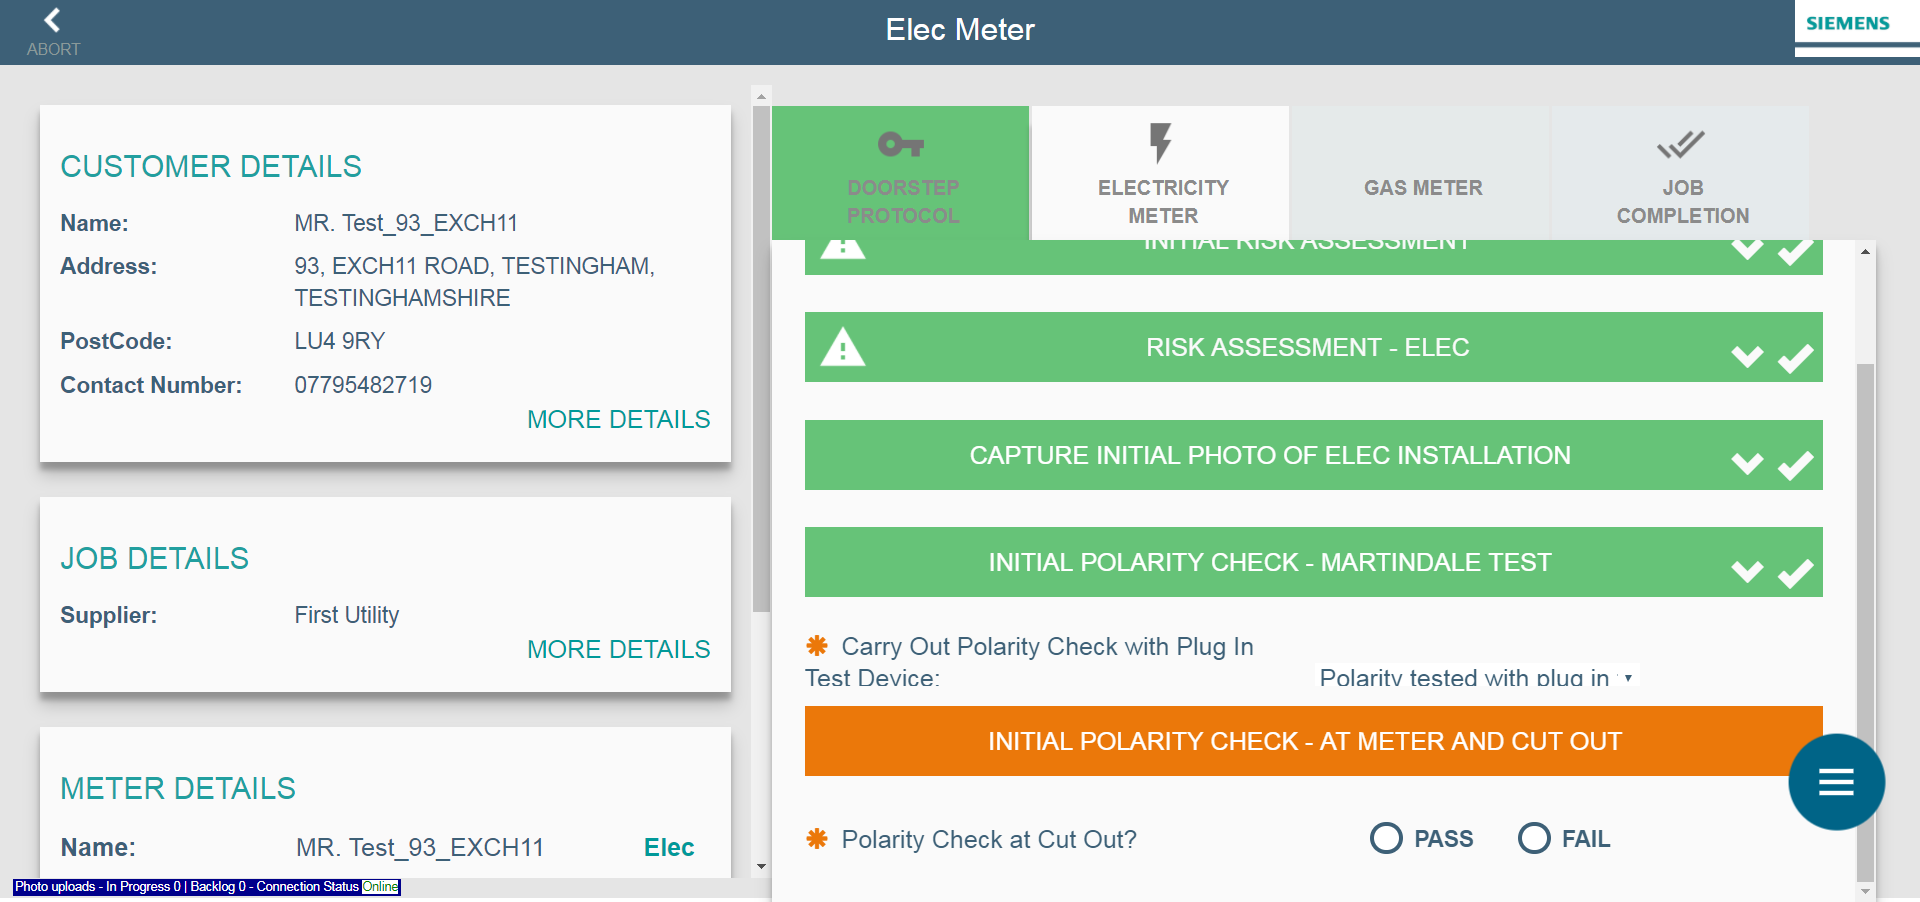 ABORT
Elec Meter
SIEMENS
CUSTOMER DETAILS
Name: MR. Test_93_EXCH11
Address: 93, EXCH11 ROAD, TESTINGHAM,
TESTINGHAMSHIRE
PostCode: LU4 9RY
Contact Number: 07795482719
MORE DETAILS
JOB DETAILS
Supplier: First Utility
MORE DETAILS
METER DETAILS
Name: MR. Test_93_EXCH11 Elec
Photo uploads - In Progress 0 | Backlog 0 - Connection Status Online
DOORSTEP
PROTOCOL
ELECTRICITY
METER
GAS METER
JOB
COMPLETION
INITIAL RISK ASSESSMENT
RISK ASSESSMENT - ELEC
CAPTURE INITIAL PHOTO OF ELEC INSTALLATION
INITIAL POLARITY CHECK - MARTINDALE TEST
Carry Out Polarity Check with Plug In
Test Device: Polarity tested with plug in
INITIAL POLARITY CHECK - AT METER AND CUT OUT
Polarity Check at Cut Out? PASS FAIL